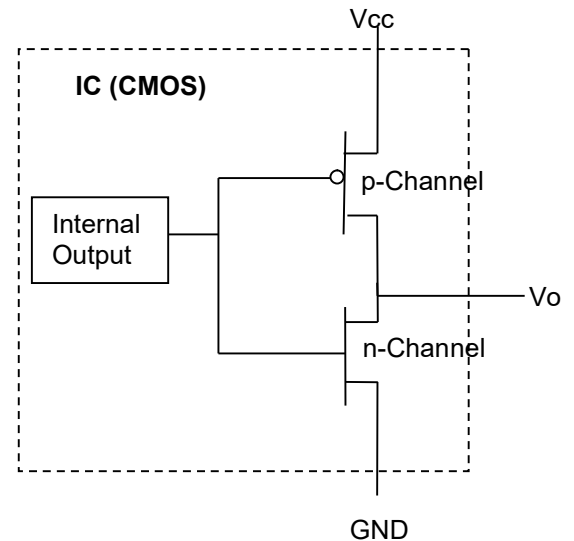 Vcc
IC (CMOS)
p-Channel
Internal
Output
Vo
n-Channel
GND